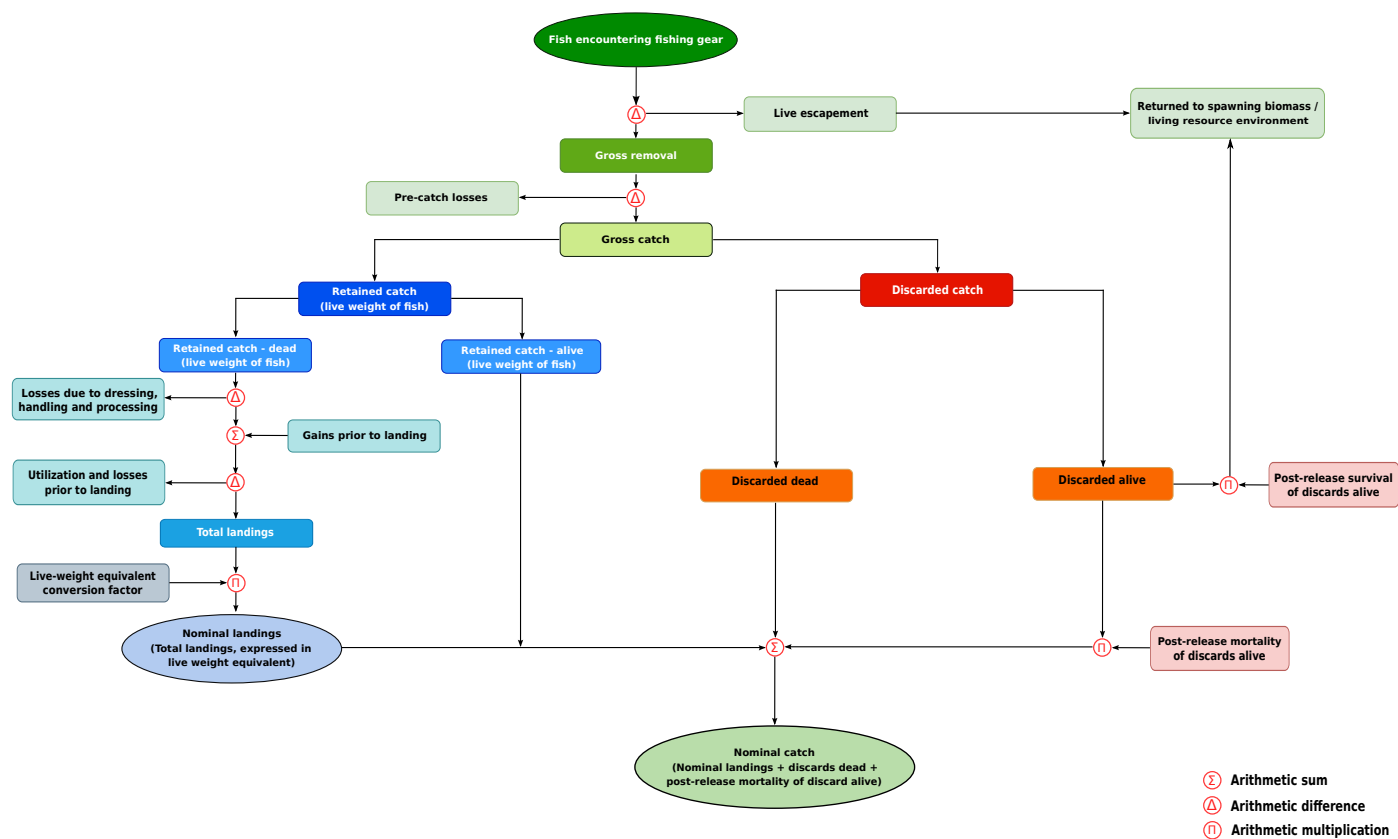 Fish encountering fishing gear
Δ
Live escapement
Returned to spawning biomass /
living resource environment
Gross removal
Pre-catch losses
Δ
Gross catch
Retained catch
(live weight of fish)
Discarded catch
Retained catch - dead
(live weight of fish)
Retained catch - alive
(live weight of fish)
Losses due to dressing,
handling and processing
Δ
Σ
Gains prior to landing
Utilization and losses
prior to landing
Δ
Discarded dead
Discarded alive
Π
Post-release survival
of discards alive
Total landings
Live-weight equivalent
conversion factor
Π
Nominal landings
(Total landings, expressed in
live weight equivalent)
Σ
Π
Post-release mortality
of discards alive
Nominal catch
(Nominal landings + discards dead +
post-release mortality of discard alive)
Σ Arithmetic sum
Δ Arithmetic difference
Π Arithmetic multiplication